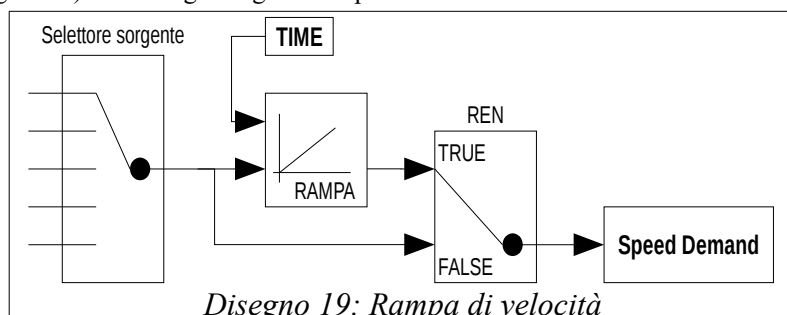 Selettore sorgente
TIME
REN
TRUE
RAMPA
FALSE
Speed Demand
Disegno 19: Rampa di velocità